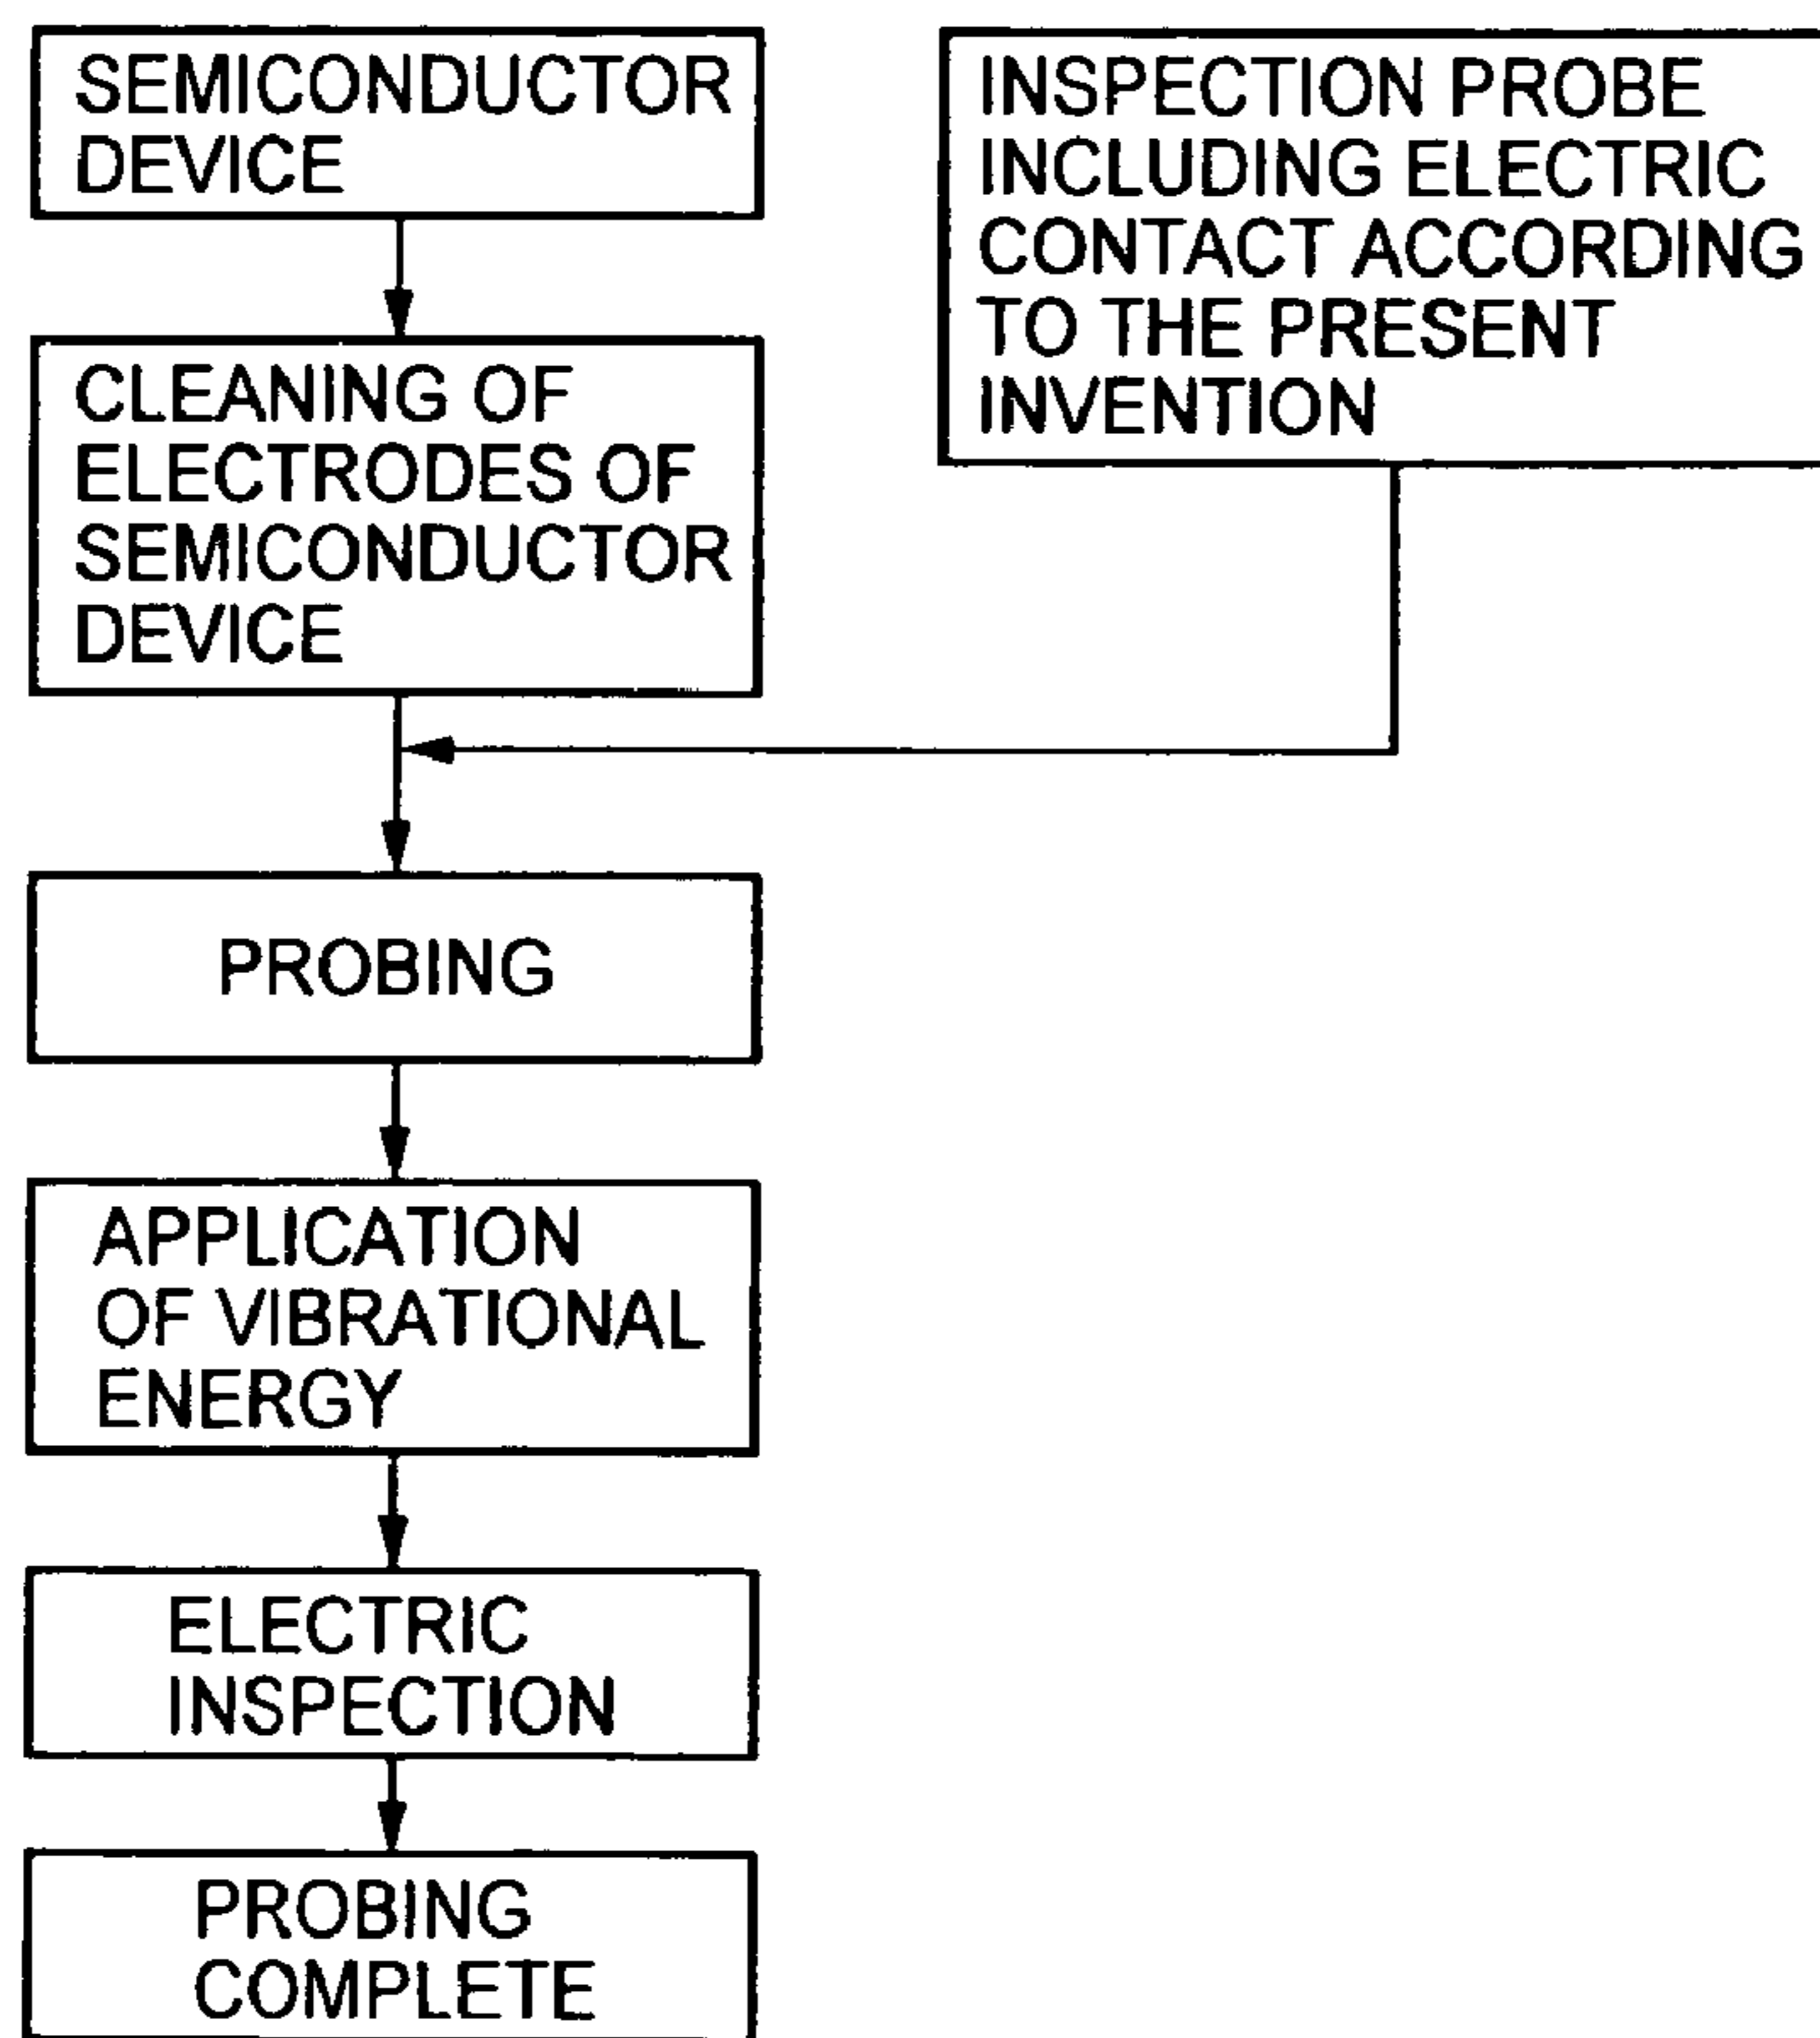 SEMICONDUCTOR
DEVICE
INSPECTION PROBE
INCLUDING ELECTRIC
CONTACT ACCORDING
TO THE PRESENT
INVENTION
CLEANING OF
ELECTRODES OF
SEMICONDUCTOR
DEVICE
PROBING
APPLICATION
OF VIBRATIONAL
ENERGY
ELECTRIC
INSPECTION
PROBING
COMPLETE